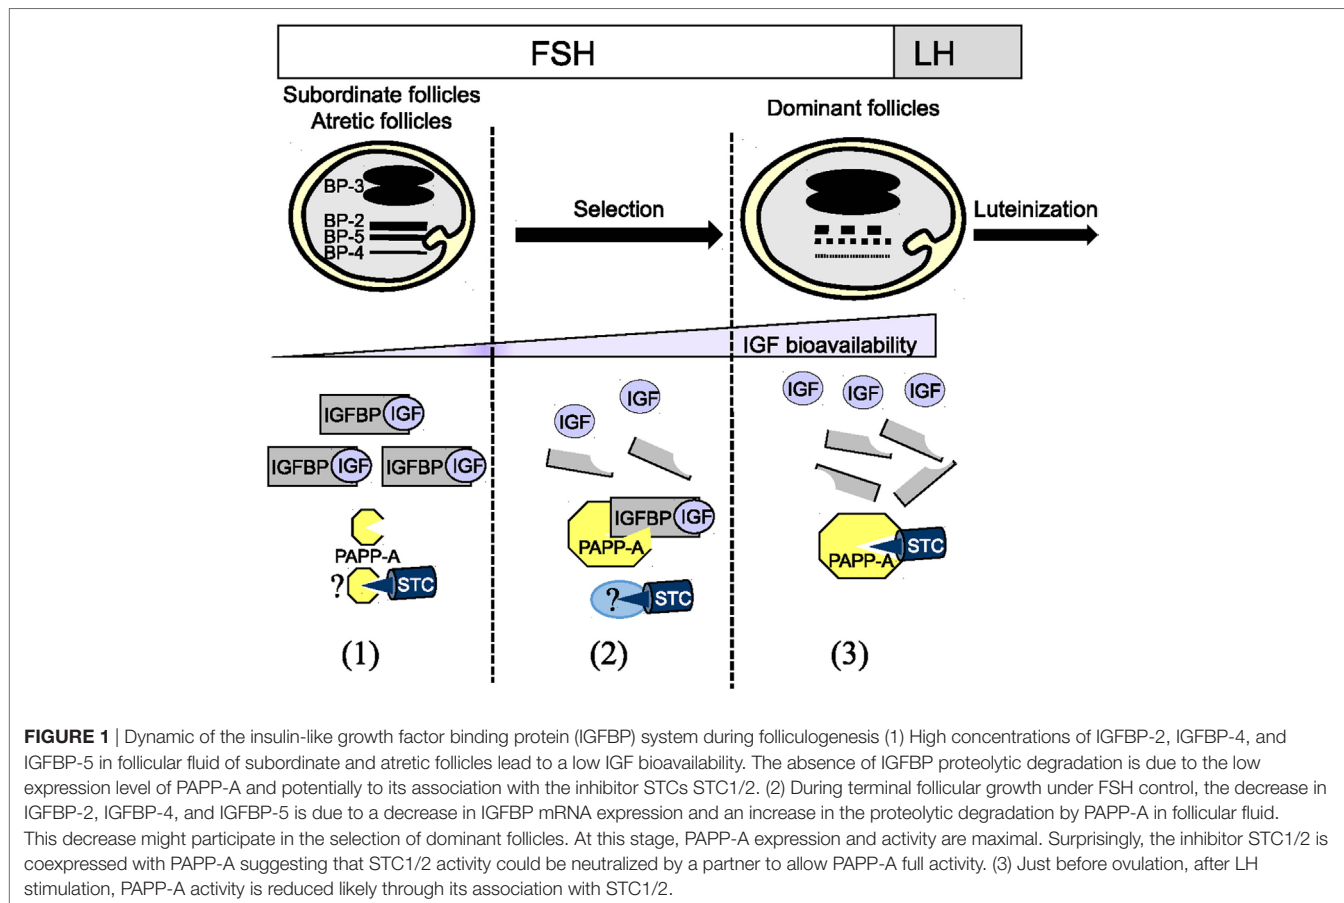 FSH
LH
Subordinate follicles
Atretic follicles
Dominant follicles
BP-3
BP-2
BP-5
BP-4
Selection
Luteinization
IGF bioavailability
IGFBP IGF
IGFBP IGF
IGFBP IGF
PAPP-A
? STC
IGF
IGF
IGFBP IGF
PAPP-A
? STC
IGF IGF IGF
STC
PAPP-A
(1)
(2)
(3)
FIGURE 1 | Dynamic of the insulin-like growth factor binding protein (IGFBP) system during folliculogenesis (1) High concentrations of IGFBP-2, IGFBP-4, and
IGFBP-5 in follicular fluid of subordinate and atretic follicles lead to a low IGF bioavailability. The absence of IGFBP proteolytic degradation is due to the low
expression level of PAPP-A and potentially to its association with the inhibitor STCs STC1/2. (2) During terminal follicular growth under FSH control, the decrease in
IGFBP-2, IGFBP-4, and IGFBP-5 is due to a decrease in IGFBP mRNA expression and an increase in the proteolytic degradation by PAPP-A in follicular fluid.
This decrease might participate in the selection of dominant follicles. At this stage, PAPP-A expression and activity are maximal. Surprisingly, the inhibitor STC1/2 is
coexpressed with PAPP-A suggesting that STC1/2 activity could be neutralized by a partner to allow PAPP-A full activity. (3) Just before ovulation, after LH
stimulation, PAPP-A activity is reduced likely through its association with STC1/2.